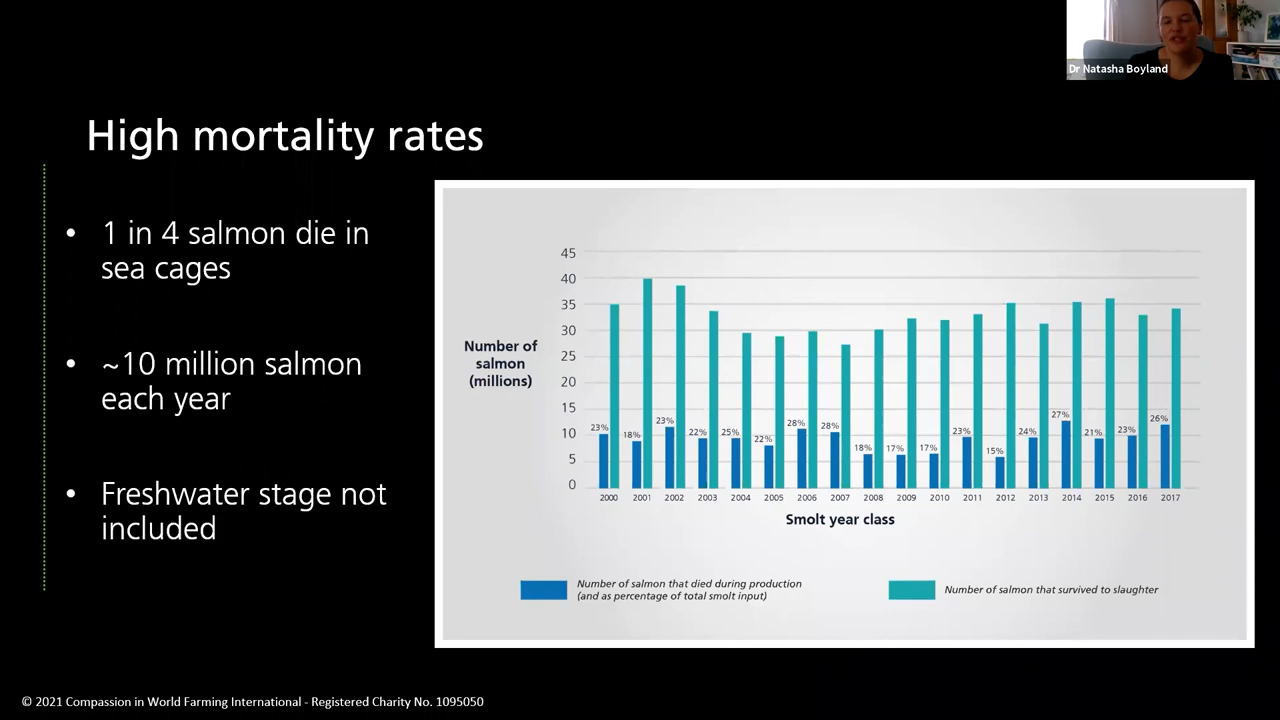 Dr Natasha Boyland
High mortality rates
• 1 in 4 salmon die in
sea cages
• ~10 million salmon
each year
• Freshwater stage not
included
Number of
salmon
(millions)
45
40
35
30
25
20
15
10
5
0
23% 18% 23% 22% 25% 22% 28% 28% 18% 17% 17% 23% 15% 24% 27% 21% 23% 26%
2000 2001 2002 2003 2004 2005 2006 2007 2008 2009 2010 2011 2012 2013 2014 2015 2016 2017
Smolt year class
Number of salmon that died during production
(and as percentage of total smolt input)
Number of salmon that survived to slaughter
© 2021 Compassion in World Farming International - Registered Charity No. 1095050